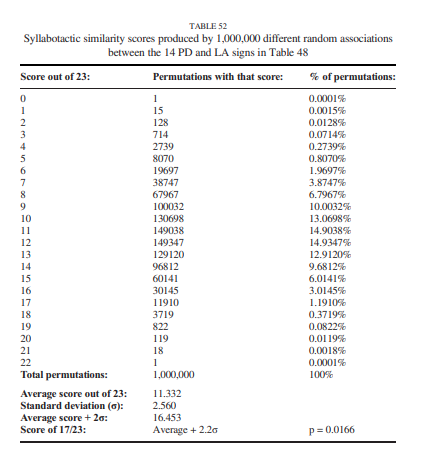 TABLE 52
Syllabotactic similarity scores produced by 1,000,000 different random associations
between the 14 PD and LA signs in Table 48
Score out of 23: Permutations with that score: % of permutations:
0 1 0.0001%
1 15 0.0015%
2 128 0.0128%
3 714 0.0714%
4 2739 0.2739%
5 8070 0.8070%
6 19697 1.9697%
7 38747 3.8747%
8 67967 6.7967%
9 100032 10.0032%
10 130698 13.0698%
11 149038 14.9038%
12 149347 14.9347%
13 129120 12.9120%
14 96812 9.6812%
15 60141 6.0141%
16 30145 3.0145%
17 11910 1.1910%
18 3719 0.3719%
19 822 0.0822%
20 119 0.0119%
21 18 0.0018%
22 1 0.0001%
Total permutations: 1,000,000 100%
Average score out of 23: 11.332
Standard deviation (σ): 2.560
Average score + 2σ: 16.453
Score of 17/23: Average + 2.2σ p = 0.0166